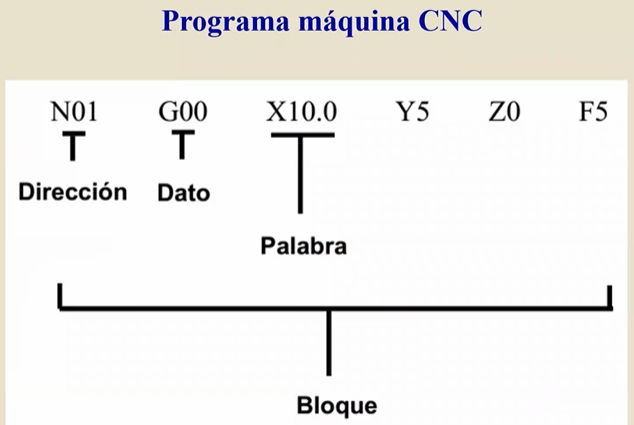 Programa máquina CNC
N01 G00 X10.0 Y5 Z0 F5
Dirección Dato
Palabra
Bloque